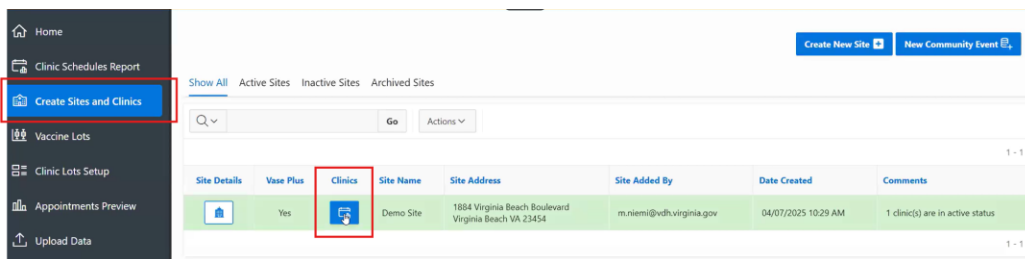 Home
Clinic Schedules Report
Create Sites and Clinics
Vaccine Lots
Clinic Lots Setup
Appointments Preview
Upload Data
Create New Site
New Community Event
Show All Active Sites Inactive Sites Archived Sites
Go Actions
1 - 1
Site Details Vase Plus Clinics Site Name Site Address Site Added By Date Created Comments
Yes Demo Site 1884 Virginia Beach Boulevard
Virginia Beach VA 23454 m.niemi@vdh.virginia.gov 04/07/2025 10:29 AM 1 clinic(s) are in active status
1 - 1